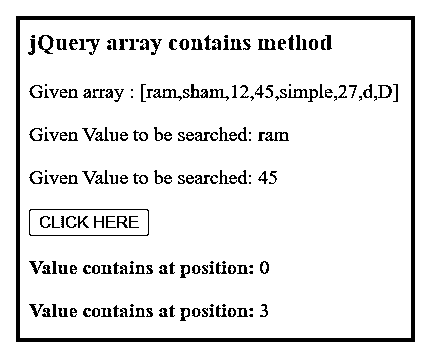 jQuery array contains method
Given array : [ram,sham,12,45,simple,27,d,D]
Given Value to be searched: ram
Given Value to be searched: 45
CLICK HERE
Value contains at position: 0
Value contains at position: 3